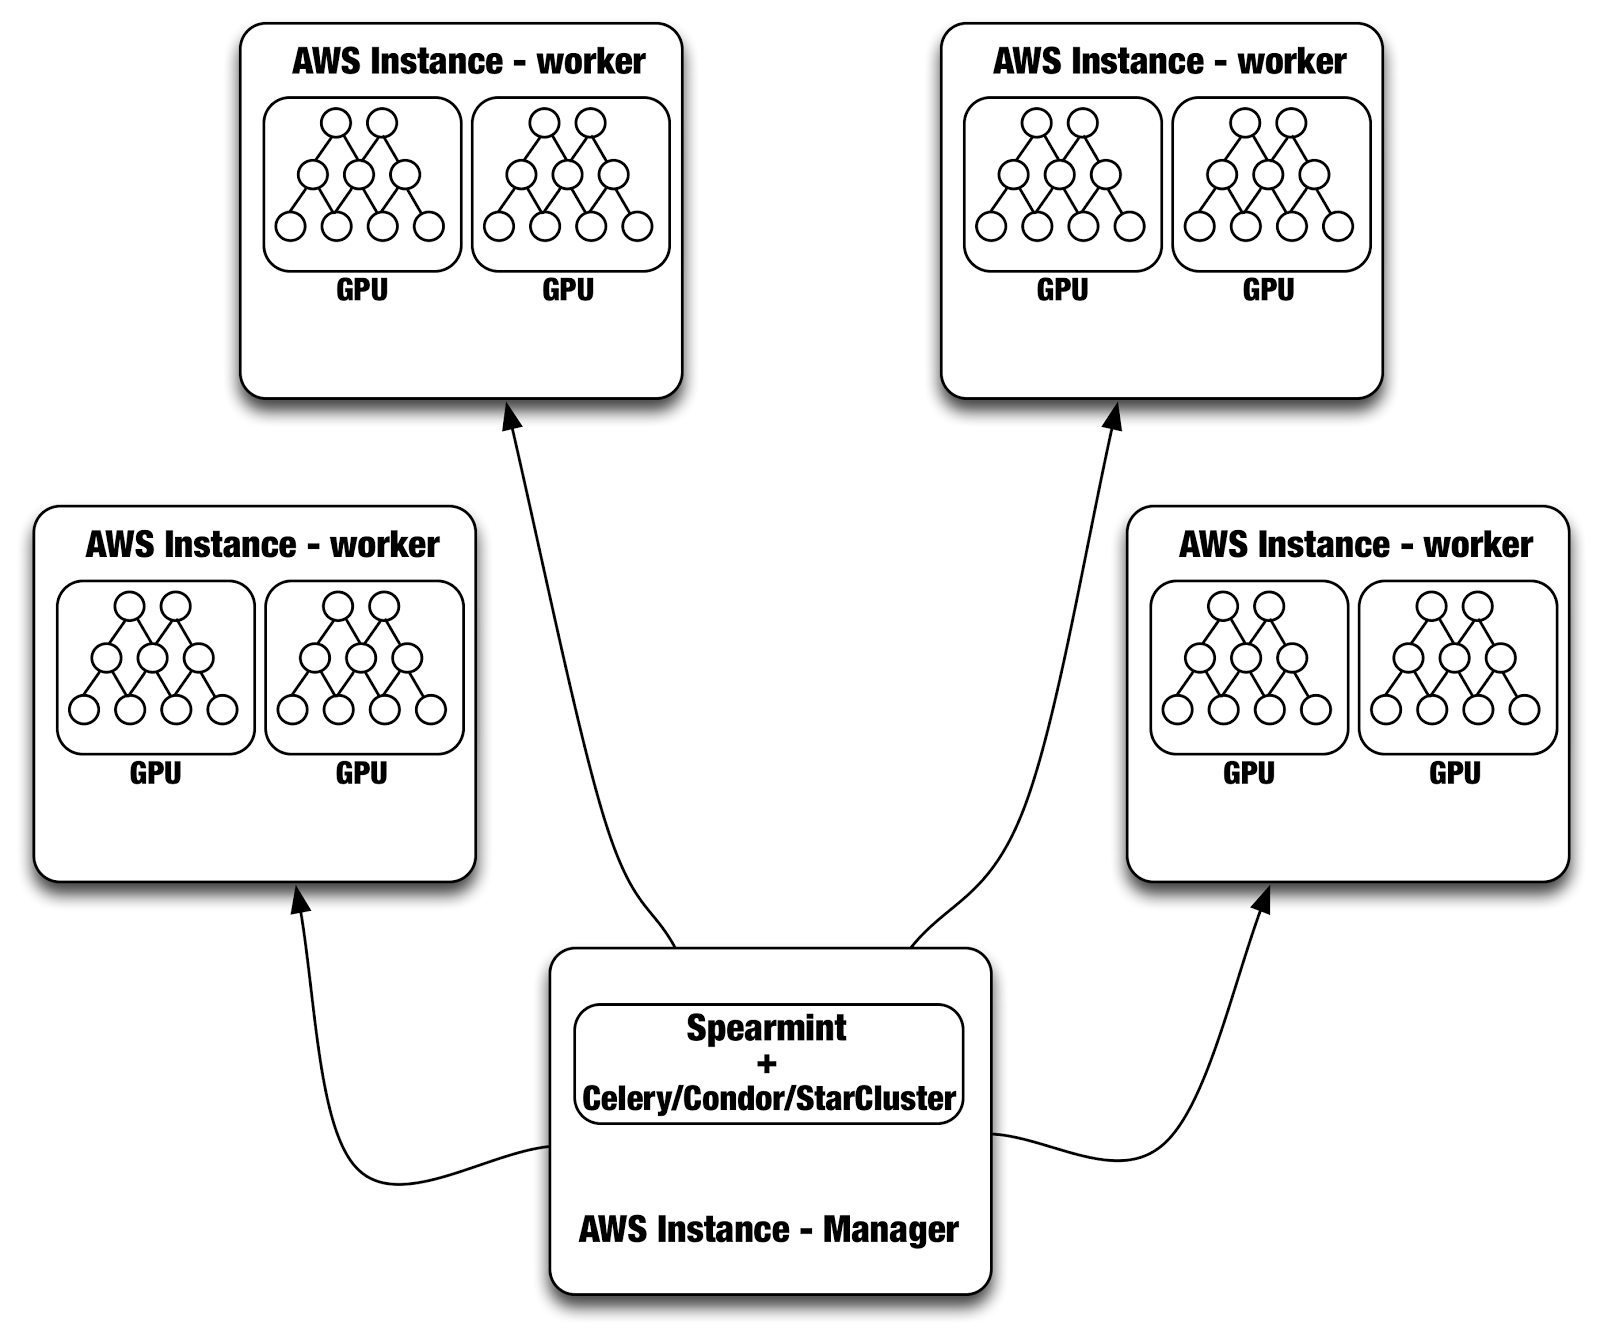 AWS Instance - worker
GPU
GPU
AWS Instance - worker
GPU
GPU
AWS Instance - worker
GPU
GPU
AWS Instance - worker
GPU
GPU
Spearmint
+
Celery/Condor/StarCluster
AWS Instance - Manager